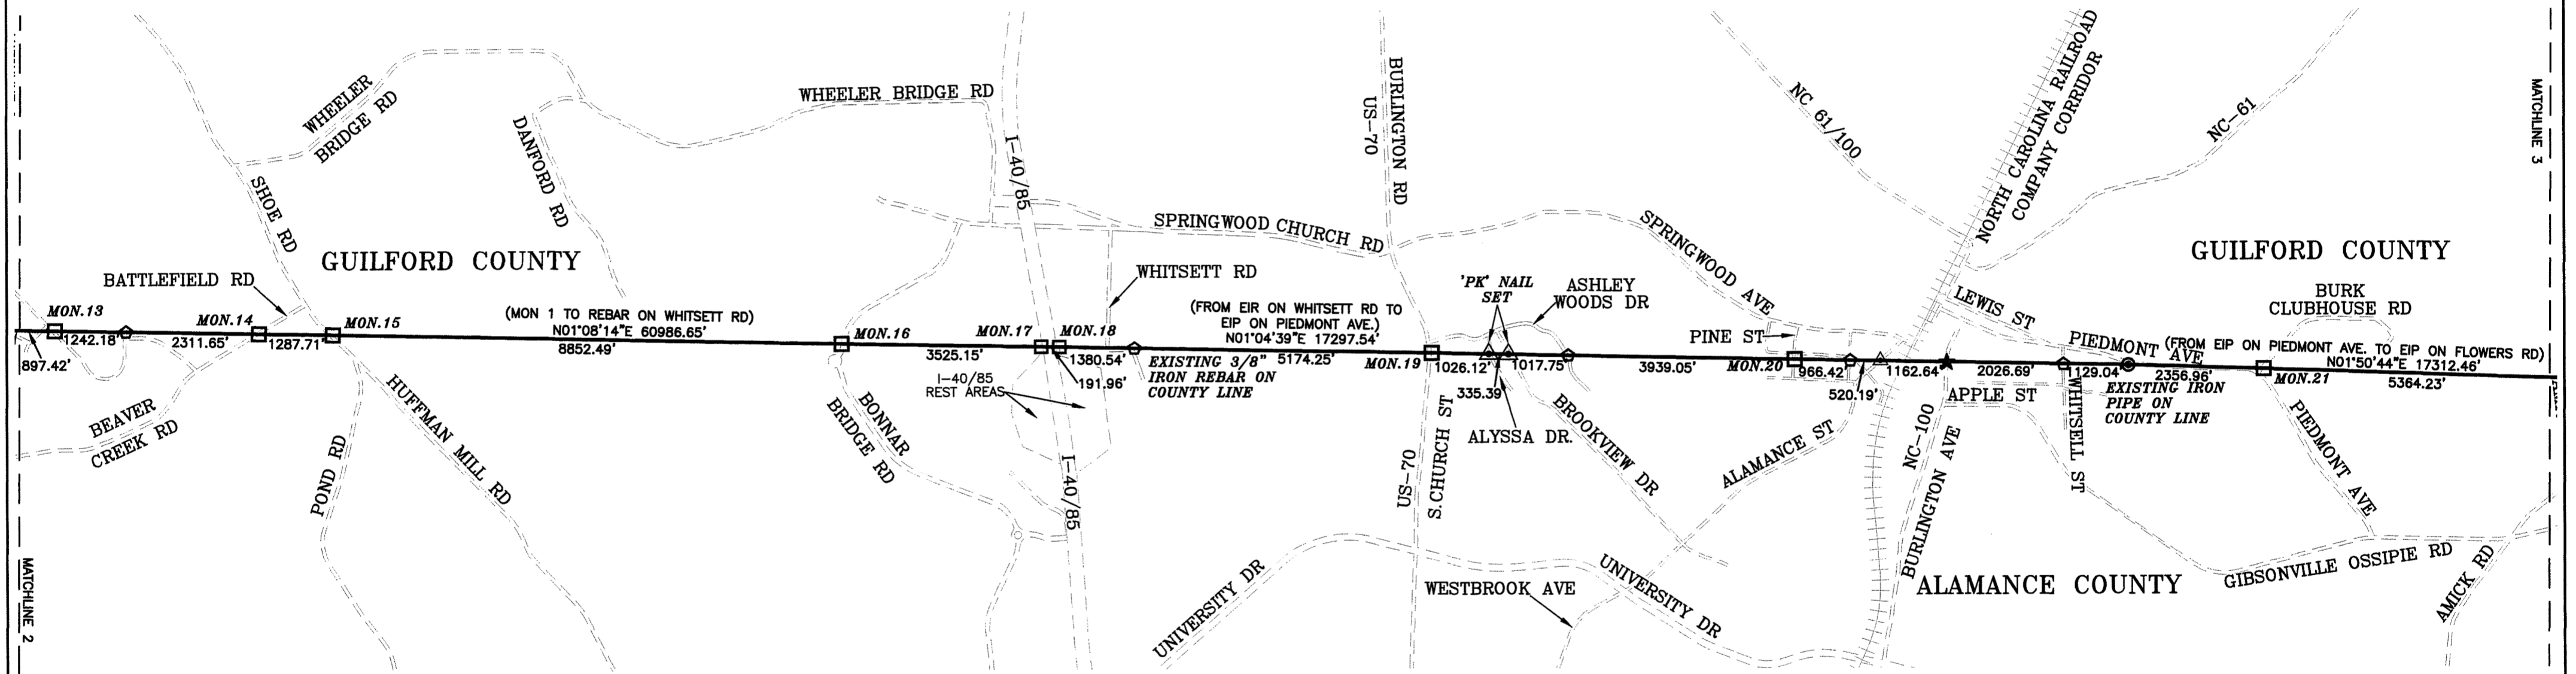 MATCHLINE 2
MATCHLINE 3
WHEELER
BRIDGE RD
SHOE RD
DANFORD RD
WHEELER BRIDGE RD
I-40/85
BURLINGTON RD
US-70
NC 61/100
NORTH CAROLINA RAILROAD
COMPANY CORRIDOR
NC-61
GUILFORD COUNTY
BATTLEFIELD RD
SPRINGWOOD CHURCH RD
WHITSETT RD
SPRINGWOOD AVE
'PK' NAIL
SET
ASHLEY
WOODS DR
PINE ST
GUILFORD COUNTY
LEWIS ST
BURK
CLUBHOUSE RD
PIEDMONT AVE
MON.13
MON.14
MON.15
MON.16
MON.17
MON.18
MON.19
MON.20
MON.21
(MON 1 TO REBAR ON WHITSETT RD)
N01°08'14"E 60986.65'
(FROM EIR ON WHITSETT RD TO
EIP ON PIEDMONT AVE.)
N01°04'39"E 17297.54'
(FROM EIP ON PIEDMONT AVE. TO EIP ON FLOWERS RD)
N01°50'44"E 17312.46'
897.42'
1242.18'
2311.65'
1287.71'
8852.49'
3525.15'
191.96'
1380.54'
5174.25'
1026.12'
335.39'
1017.75'
3939.05'
966.42'
520.19'
1162.64'
2026.69'
1129.04'
2356.96'
5364.23'
EXISTING 3/8"
IRON REBAR ON
COUNTY LINE
EXISTING IRON
PIPE ON
COUNTY LINE
I-40/85
REST AREAS
BEAVER
CREEK RD
POND RD
HUFFMAN MILL RD
BONNAR
BRIDGE RD
I-40/85
US-70
S.CHURCH ST
ALYSSA DR.
BROOKVIEW DR
ALAMANCE ST
NC-100
BURLINGTON AVE
APPLE ST
WHITSELL ST
PIEDMONT AVE
UNIVERSITY DR
WESTBROOK AVE
UNIVERSITY DR
ALAMANCE COUNTY
GIBSONVILLE OSSIPIE RD
AMICK RD